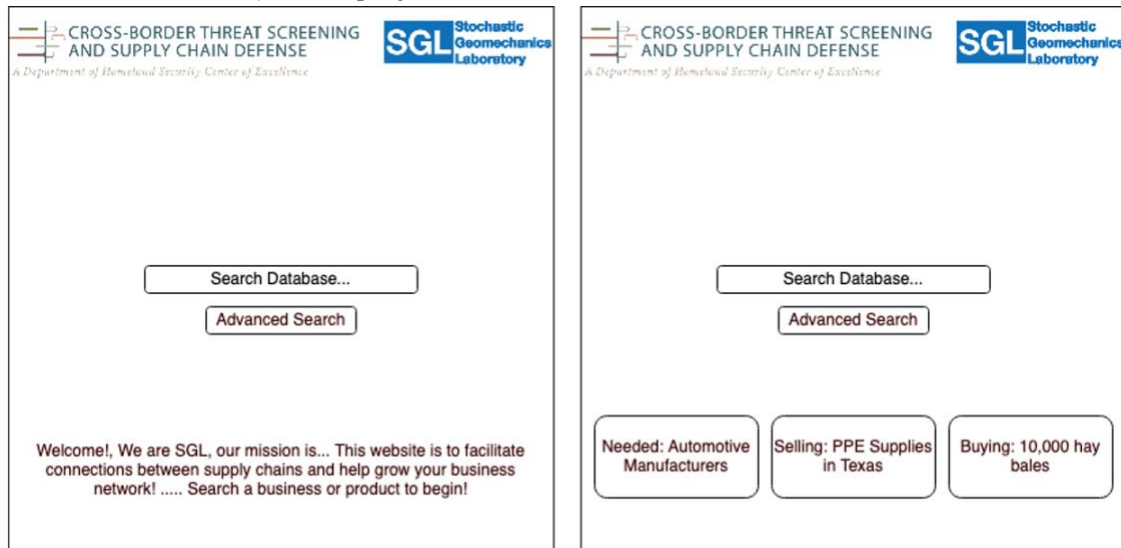 CROSS-BORDER THREAT SCREENING
AND SUPPLY CHAIN DEFENSE
A Department of Homeland Security Center of Excellence
SGL
Stochastic
Geomechanics
Laboratory
Search Database...
Advanced Search
Welcome!, We are SGL, our mission is... This website is to facilitate
connections between supply chains and help grow your business
network! ..... Search a business or product to begin!
CROSS-BORDER THREAT SCREENING
AND SUPPLY CHAIN DEFENSE
A Department of Homeland Security Center of Excellence
SGL
Stochastic
Geomechanics
Laboratory
Search Database...
Advanced Search
Needed: Automotive
Manufacturers
Selling: PPE Supplies
in Texas
Buying: 10,000 hay
bales